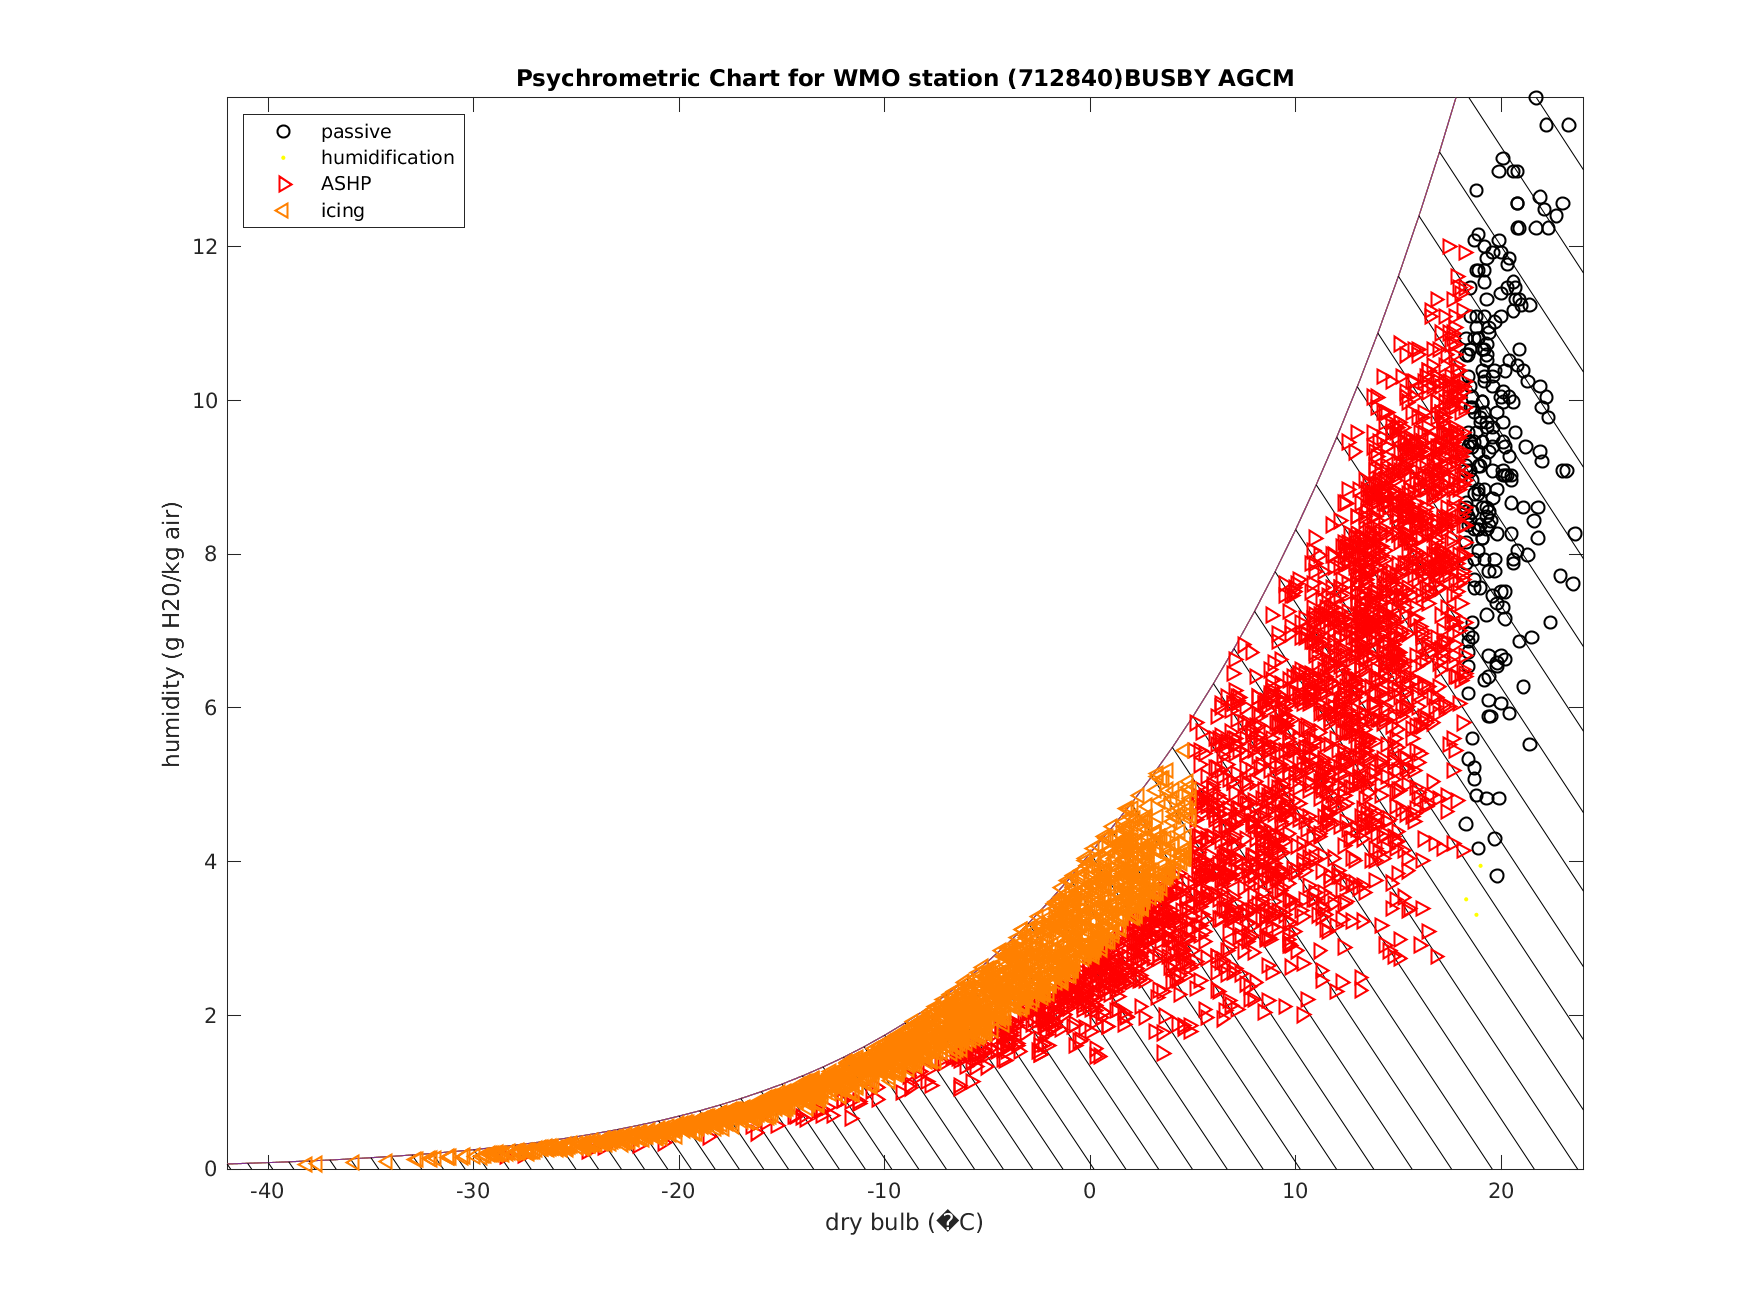 Psychrometric Chart for WMO station (712840)BUSBY AGCM
passive
humidification
ASHP
icing
humidity (g H20/kg air)
12
10
8
6
4
2
0
-40 -30 -20 -10 0 10 20
dry bulb (�C)